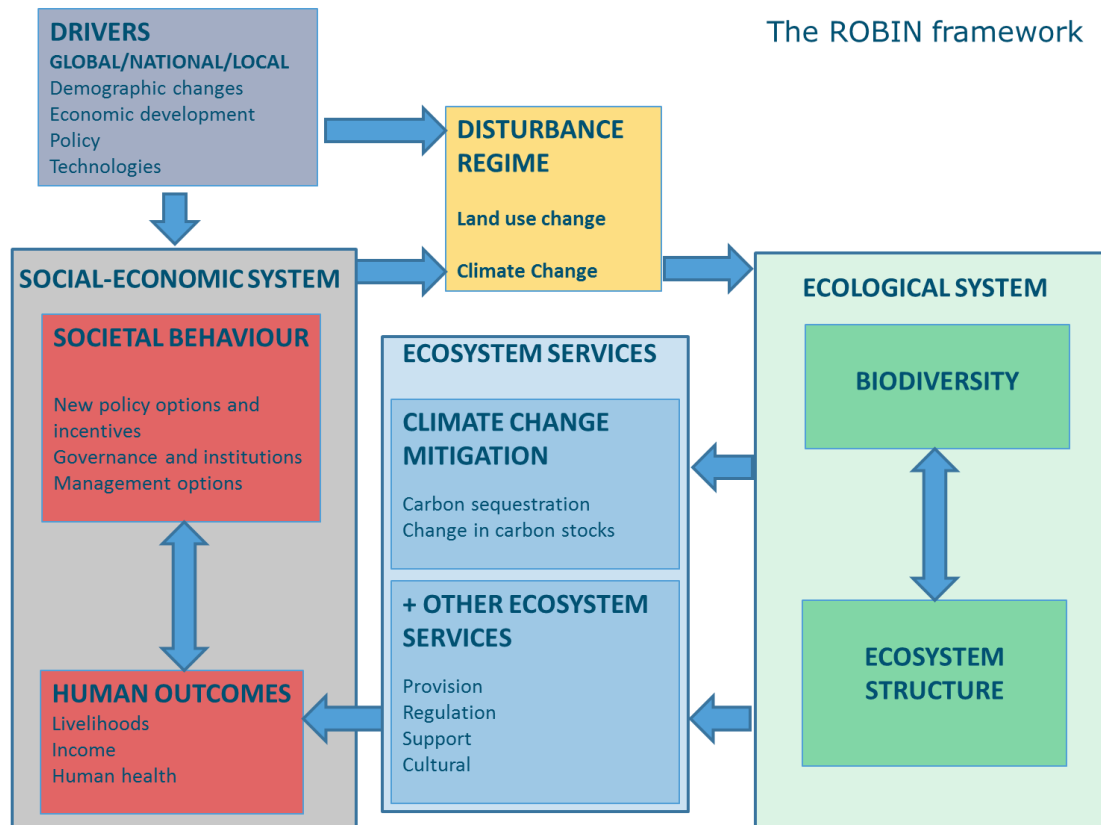 The ROBIN framework
DRIVERS
GLOBAL/NATIONAL/LOCAL
Demographic changes
Economic development
Policy
Technologies
DISTURBANCE
REGIME
Land use change
Climate Change
SOCIAL-ECONOMIC SYSTEM
SOCIETAL BEHAVIOUR
New policy options and
incentives
Governance and institutions
Management options
HUMAN OUTCOMES
Livelihoods
Income
Human health
ECOSYSTEM SERVICES
CLIMATE CHANGE
MITIGATION
Carbon sequestration
Change in carbon stocks
+ OTHER ECOSYSTEM
SERVICES
Provision
Regulation
Support
Cultural
ECOLOGICAL SYSTEM
BIODIVERSITY
ECOSYSTEM
STRUCTURE